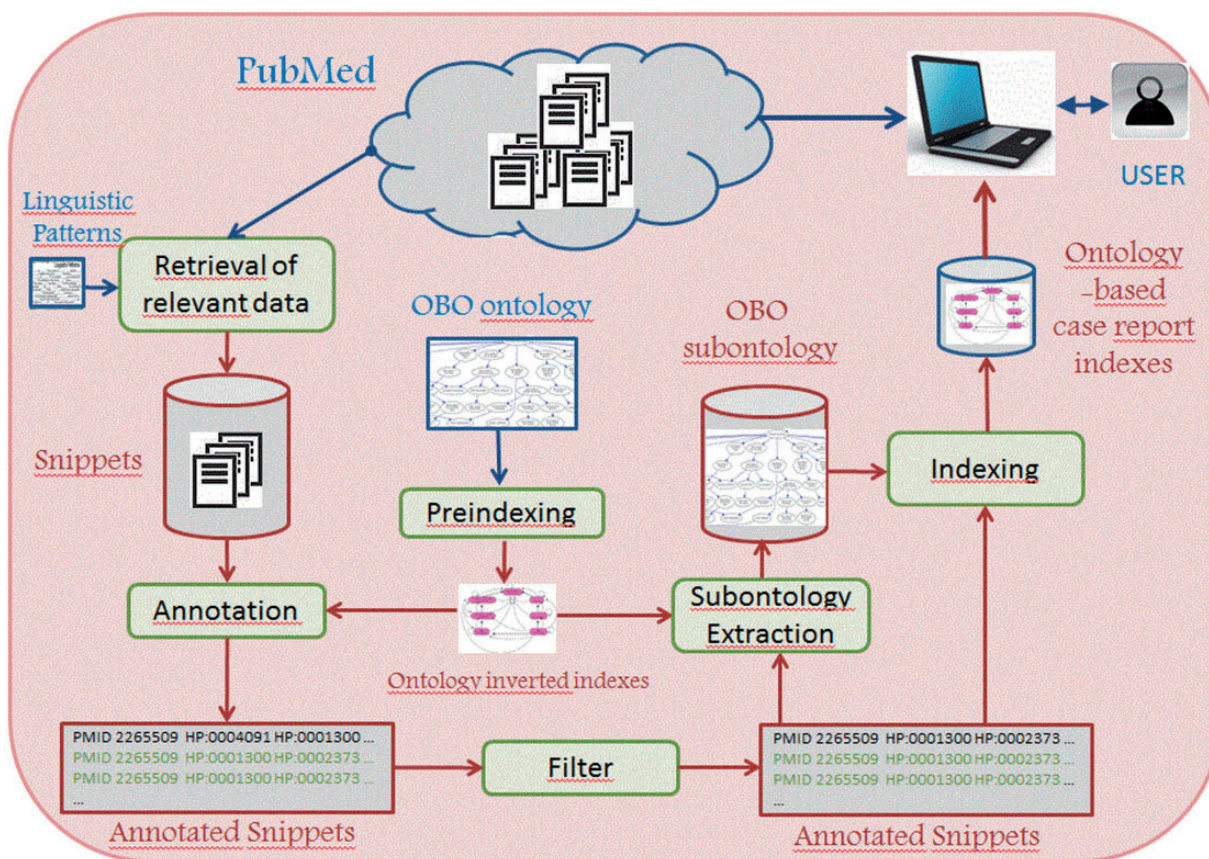 PubMed
USER
Linguistic
Patterns
Retrieval of
relevant data
OBO ontology
OBO
subontology
Ontology
-based
case report
indexes
Snippets
Preindexing
Indexing
Annotation
Subontology
Extraction
Ontology inverted indexes
PMID 2265509 HP:0004091 HP:0001300 ...
PMID 2265509 HP:0001300 HP:0002373 ...
PMID 2265509 HP:0001300 HP:0002373 ...
...
Annotated Snippets
Filter
PMID 2265509 HP:0001300 HP:0002373 ...
PMID 2265509 HP:0001300 HP:0002373 ...
PMID 2265509 HP:0001300 HP:0002373 ...
...
Annotated Snippets